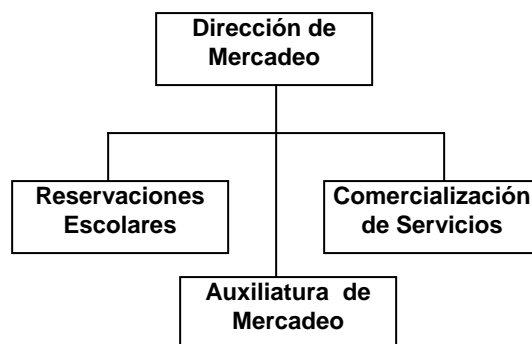 Dirección de
Mercadeo
Reservaciones
Escolares
Comercialización
de Servicios
Auxiliatura de
Mercadeo